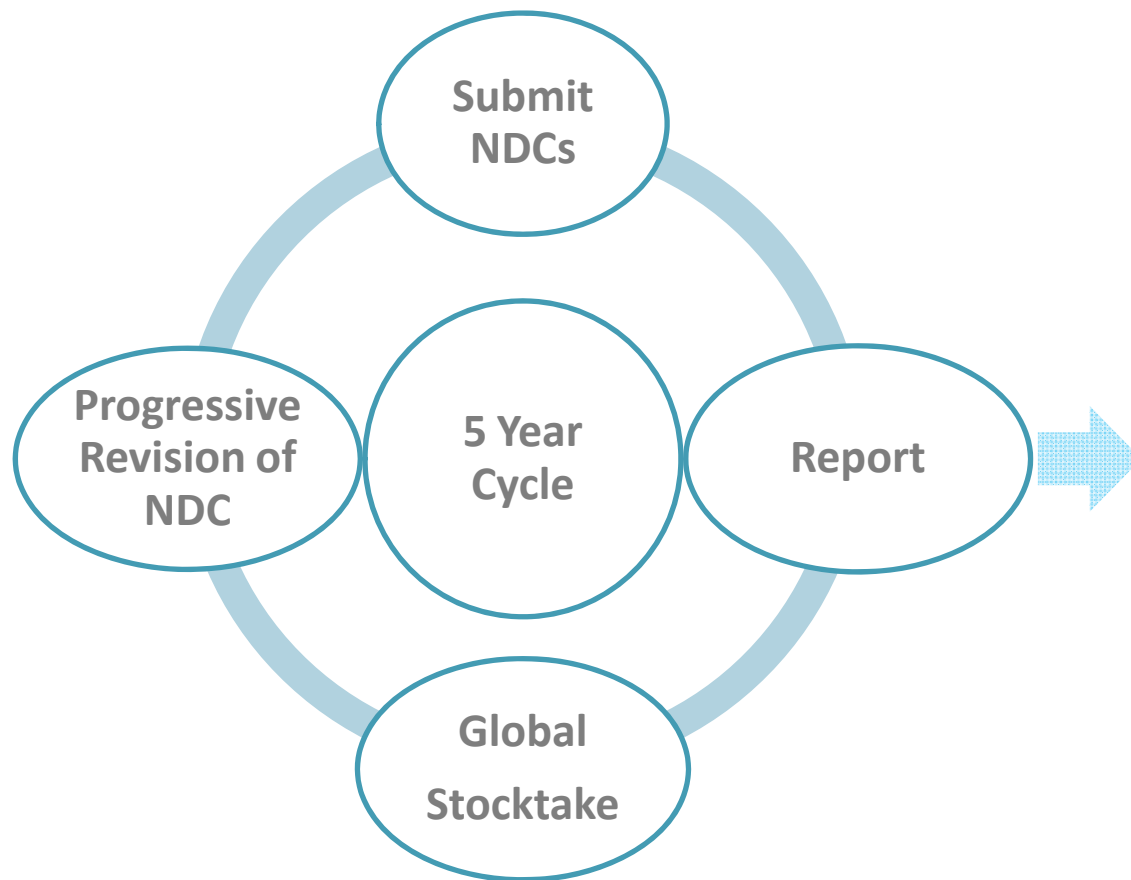 Submit
NDCs
Progressive
Revision of
NDC
5 Year
Cycle
Report
Global
Stocktake